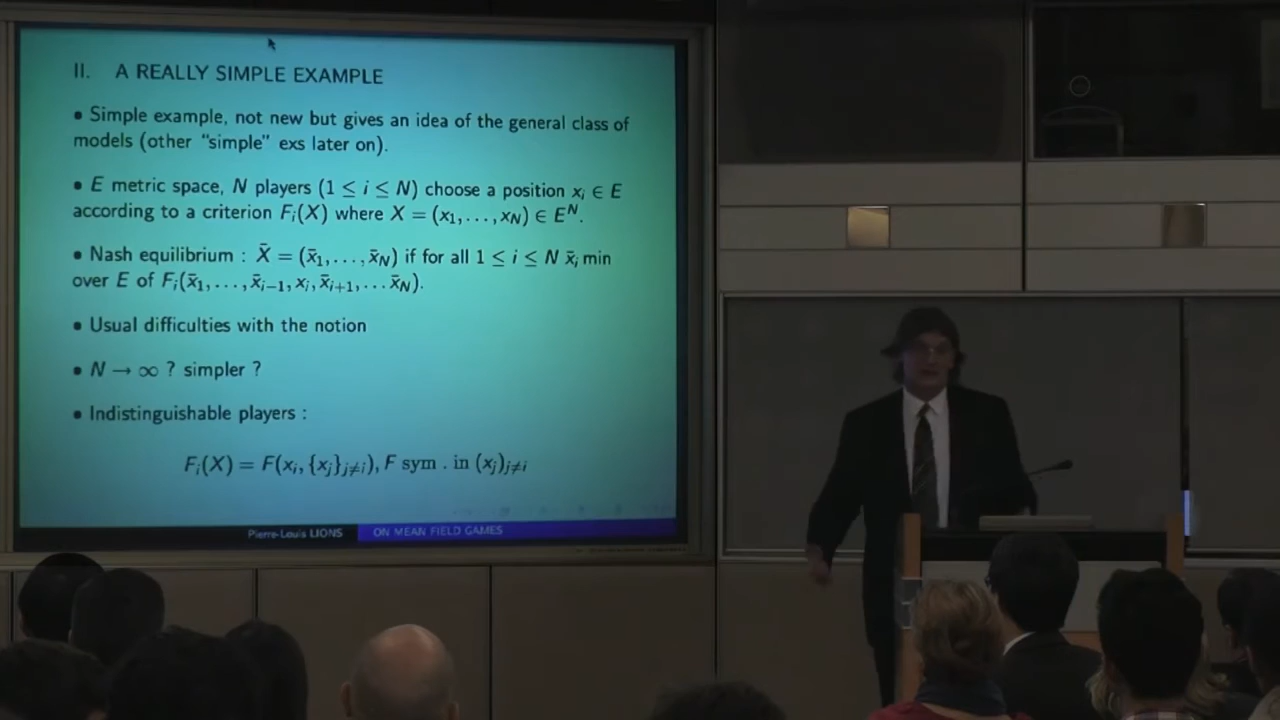 II. A REALLY SIMPLE EXAMPLE
• Simple example, not new but gives an idea of the general class of
models (other “simple” exs later on).
• E metric space, N players (1 ≤ i ≤ N) choose a position xᵢ ∈ E
according to a criterion Fᵢ(X) where X = (x₁, . . . , x_N) ∈ Eᴺ.
• Nash equilibrium : X̄ = (x̄₁, . . . , x̄_N) if for all 1 ≤ i ≤ N x̄ᵢ min
over E of Fᵢ(x̄₁, . . . , x̄ᵢ₋₁, xᵢ, x̄ᵢ₊₁, . . . x̄_N).
• Usual difficulties with the notion
• N → ∞ ? simpler ?
• Indistinguishable players :
Fᵢ(X) = F(xᵢ, {xⱼ}ⱼ≠ᵢ), F sym . in (xⱼ)ⱼ≠ᵢ
Pierre-Louis LIONS ON MEAN FIELD GAMES